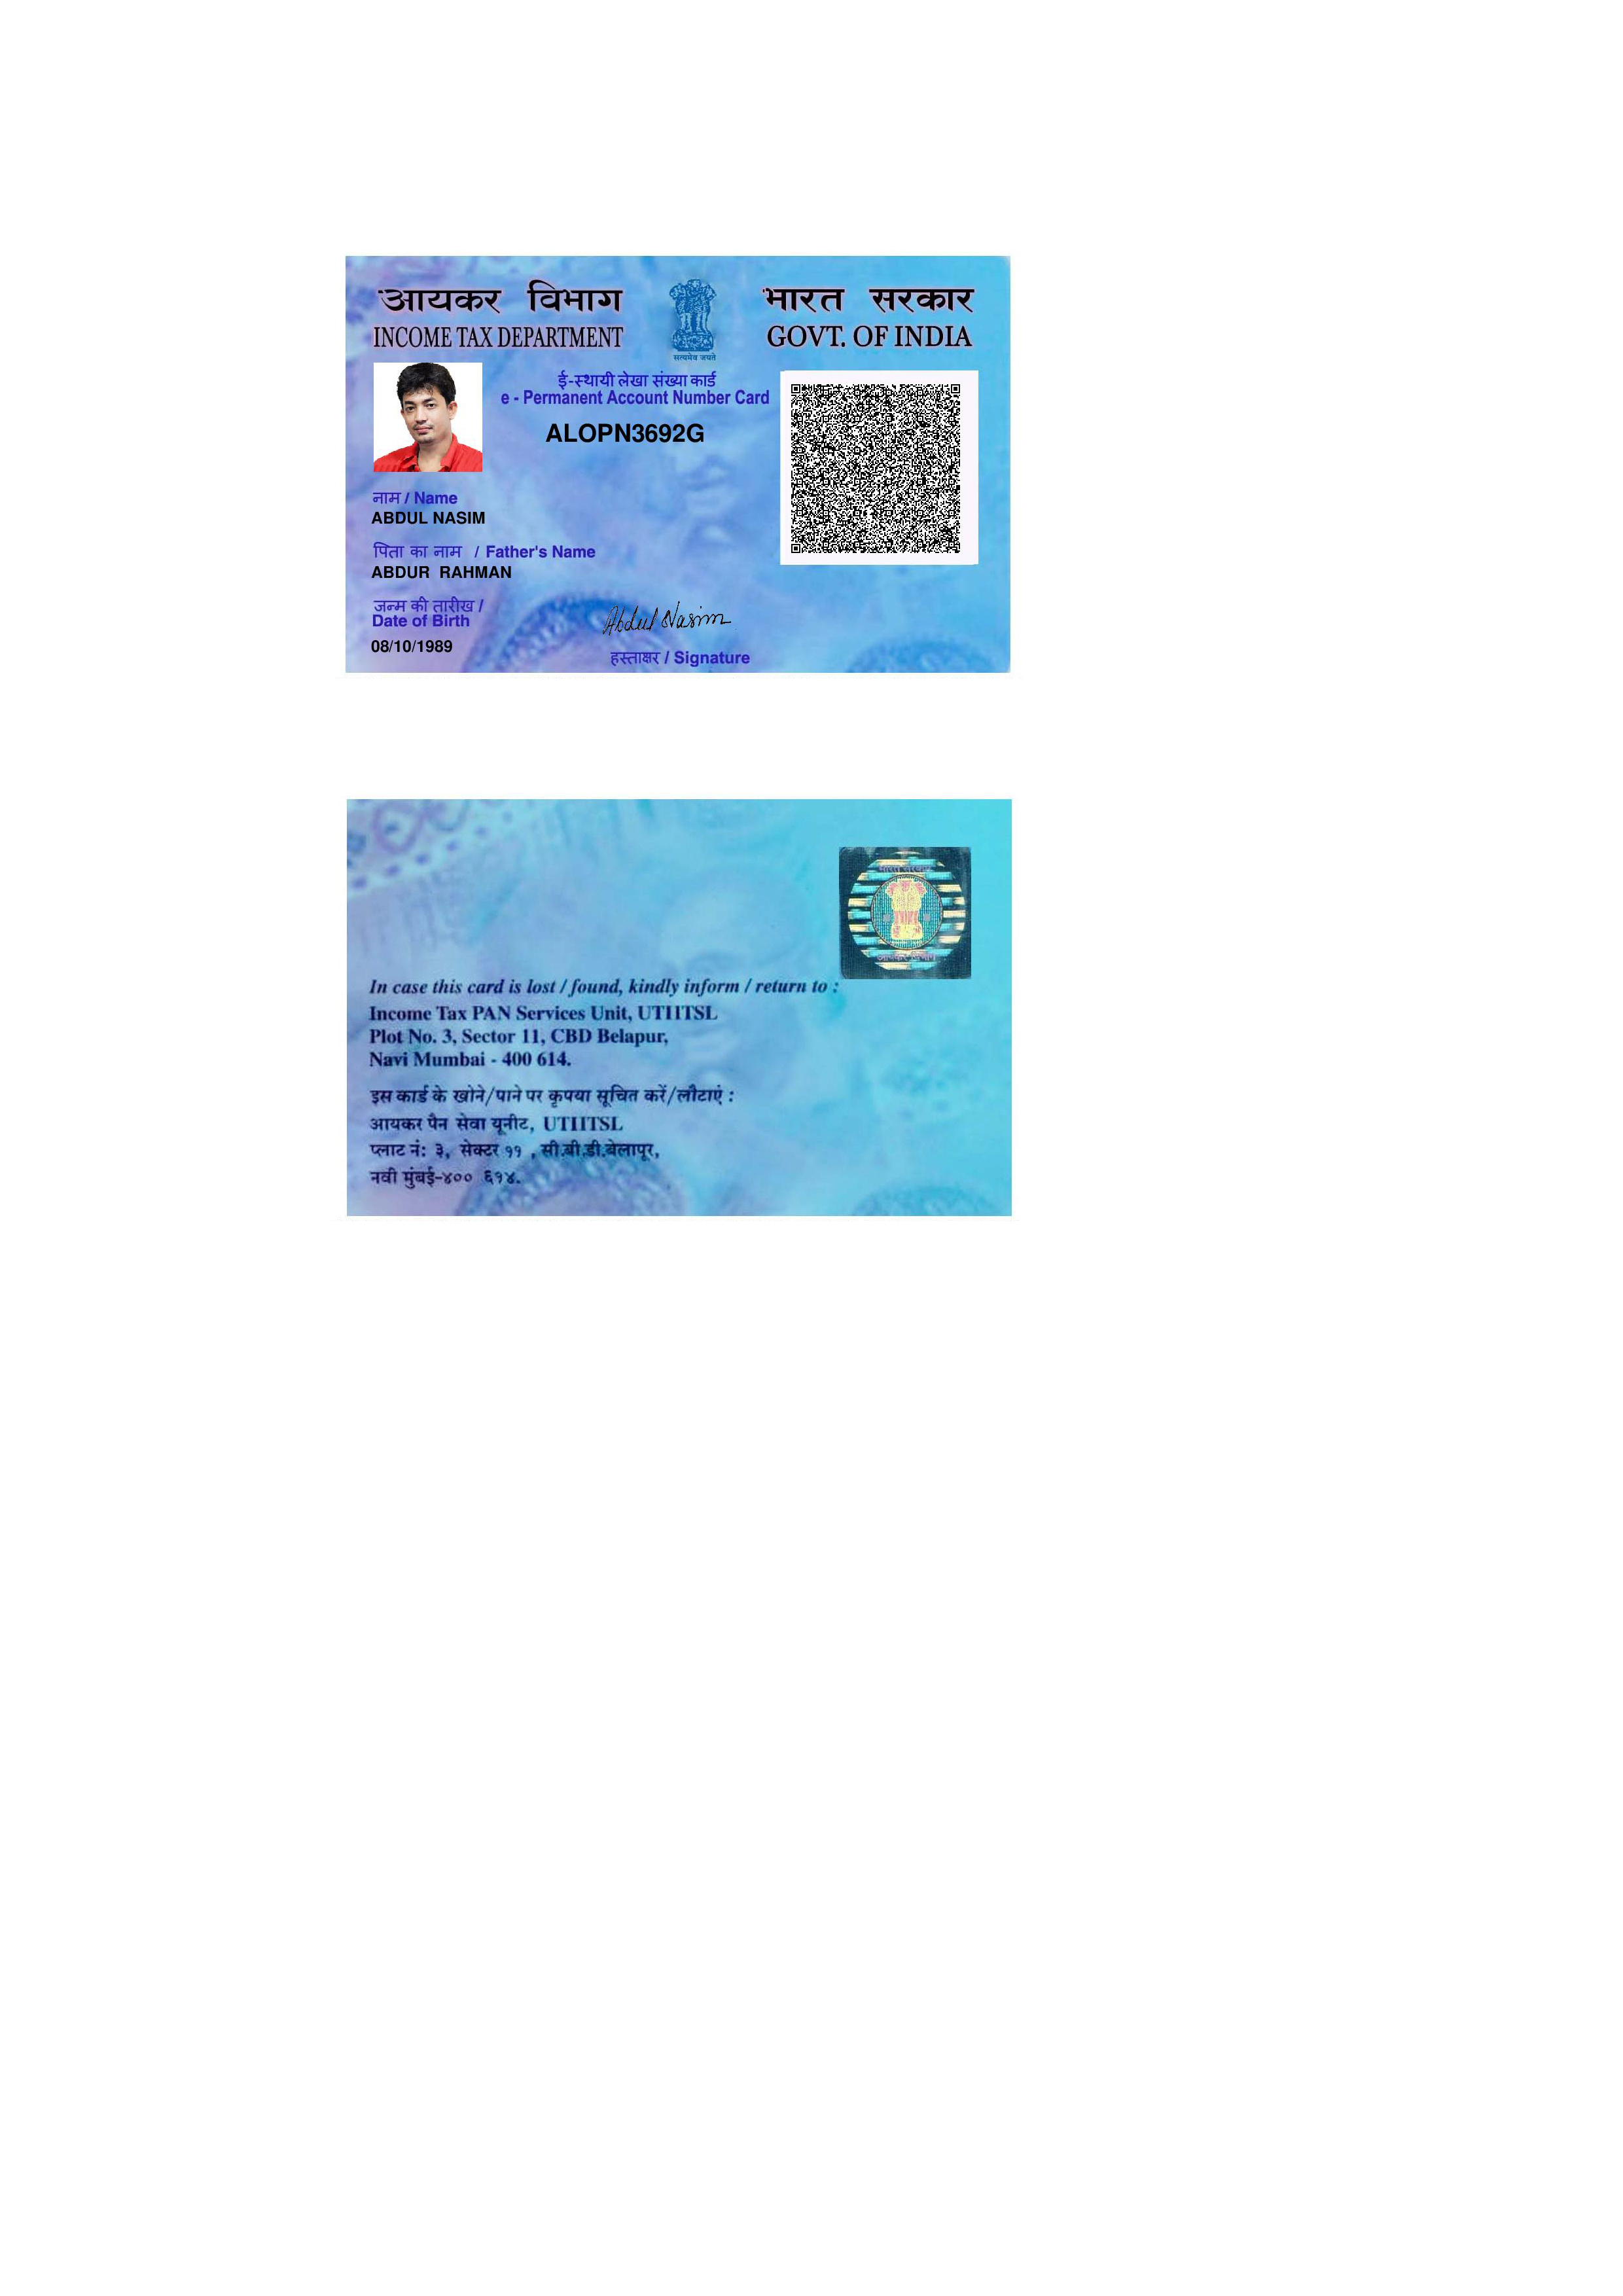 आयकर विभाग
INCOME TAX DEPARTMENT
सत्यमेव जयते
भारत सरकार
GOVT. OF INDIA
ई-स्थायी लेखा संख्या कार्ड
e - Permanent Account Number Card
ALOPN3692G
नाम / Name
ABDUL NASIM
पिता का नाम / Father's Name
ABDUR RAHMAN
जन्म की तारीख /
Date of Birth
08/10/1989
Abdul Nasim
हस्ताक्षर / Signature
भारत सरकार
आयकर विभाग
In case this card is lost / found, kindly inform / return to :
Income Tax PAN Services Unit, UTIITSL
Plot No. 3, Sector 11, CBD Belapur,
Navi Mumbai - 400 614.
इस कार्ड के खोने/पाने पर कृपया सूचित करें/लौटाएं :
आयकर पैन सेवा यूनीट, UTIITSL
प्लाट नं: ३, सेक्टर ११ , सी.बी.डी.बेलापूर,
नवी मुंबई-४०० ६१४.